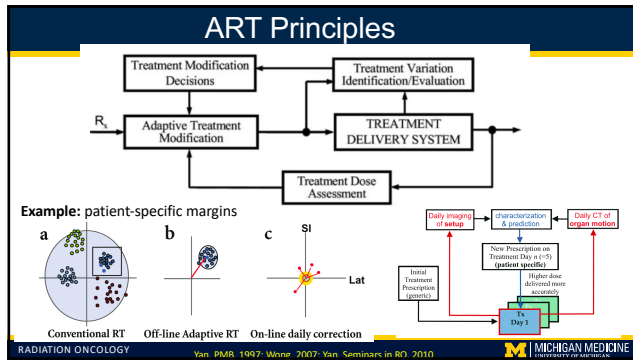 ART Principles
Treatment Modification
Decisions
Treatment Variation
Identification/Evaluation
Rx
Adaptive Treatment
Modification
TREATMENT
DELIVERY SYSTEM
Treatment Dose
Assessment
Example: patient-specific margins
a
b
c
SI
Lat
Conventional RT
Off-line Adaptive RT
On-line daily correction
Daily imaging of
setup
characterization
& prediction
Daily CT of
organ motion
New Prescription on
Treatment Day n (=5)
(patient specific)
Initial
Treatment
Prescription
(generic)
Higher dose
delivered more
accurately
Tx
Day 1
RADIATION ONCOLOGY
Yan, PMB, 1997; Wong, 2007; Yan, Seminars in RO, 2010
M MICHIGAN MEDICINE
UNIVERSITY OF MICHIGAN